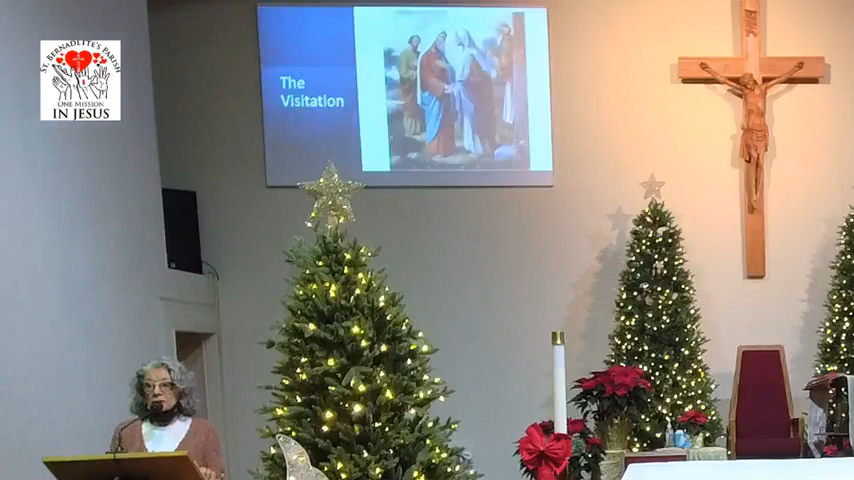 ST. BERNADETTE'S PARISH
ONE MISSION
IN JESUS
The
Visitation